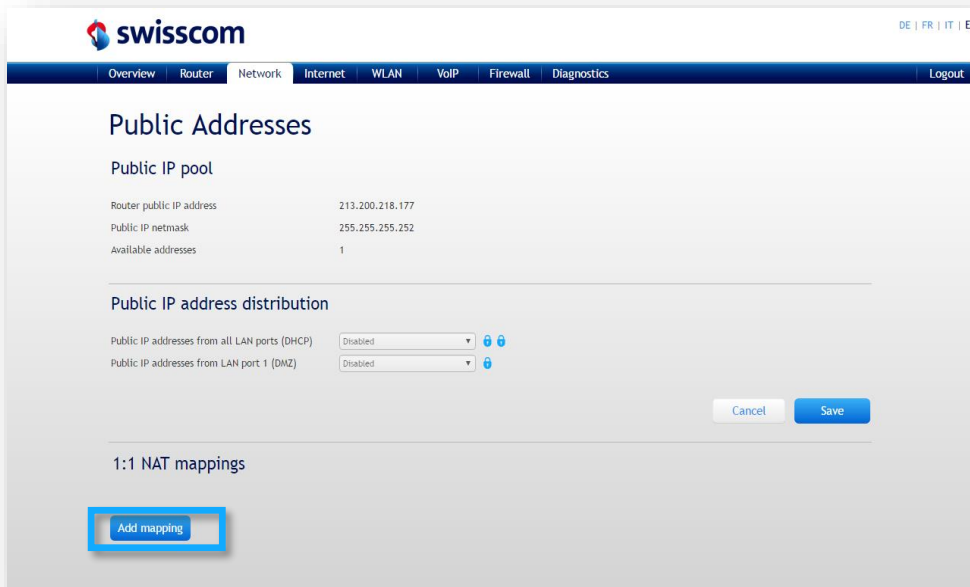 swisscom
DE | FR | IT | E
Overview Router Network Internet WLAN VoIP Firewall Diagnostics Logout
Public Addresses
Public IP pool
Router public IP address 213.200.218.177
Public IP netmask 255.255.255.252
Available addresses 1
Public IP address distribution
Public IP addresses from all LAN ports (DHCP) Disabled
Public IP addresses from LAN port 1 (DMZ) Disabled
Cancel Save
1:1 NAT mappings
Add mapping